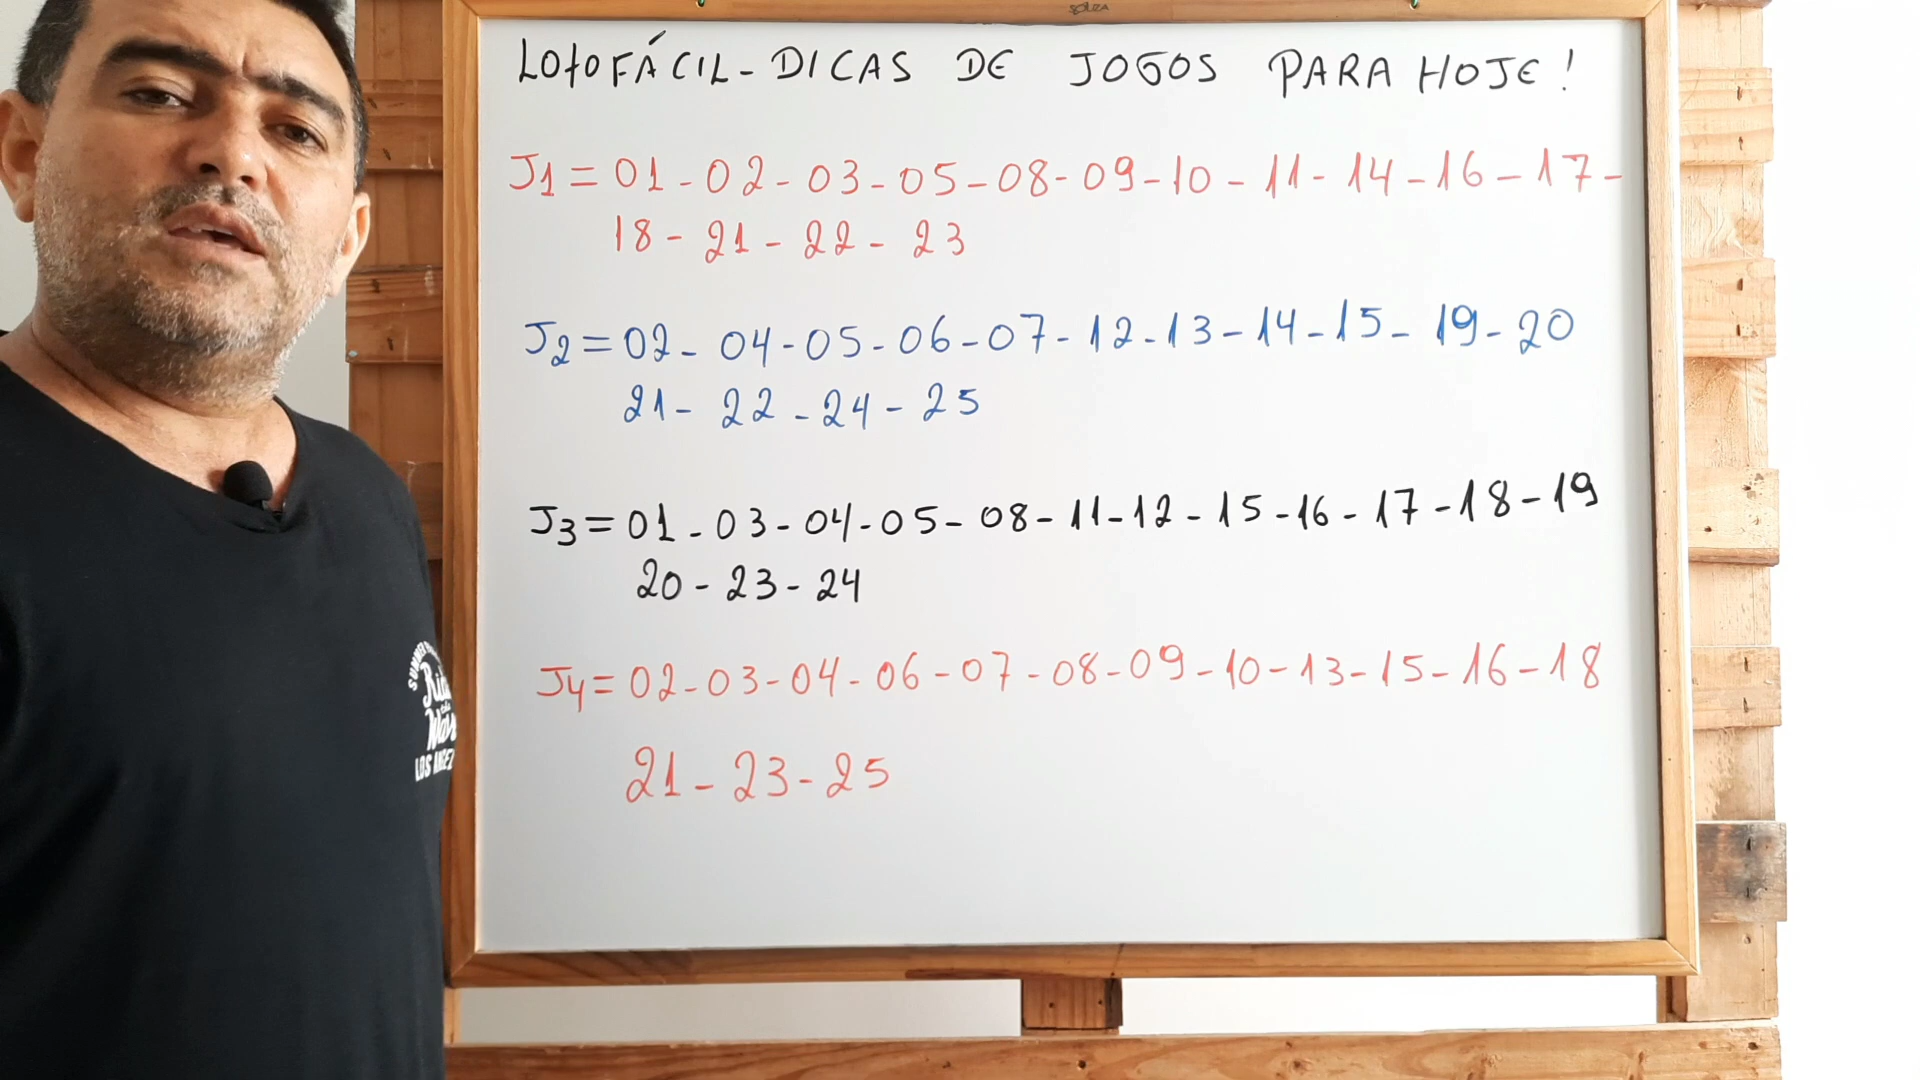 SOUZA
LOTOFÁCIL - DICAS DE JOGOS PARA HOJE!
J1 = 01 - 02 - 03 - 05 - 08 - 09 - 10 - 11 - 14 - 16 - 17 -
18 - 21 - 22 - 23
J2 = 02 - 04 - 05 - 06 - 07 - 12 - 13 - 14 - 15 - 19 - 20
21 - 22 - 24 - 25
J3 = 01 - 03 - 04 - 05 - 08 - 11 - 12 - 15 - 16 - 17 - 18 - 19
20 - 23 - 24
J4 = 02 - 03 - 04 - 06 - 07 - 08 - 09 - 10 - 13 - 15 - 16 - 18
21 - 23 - 25